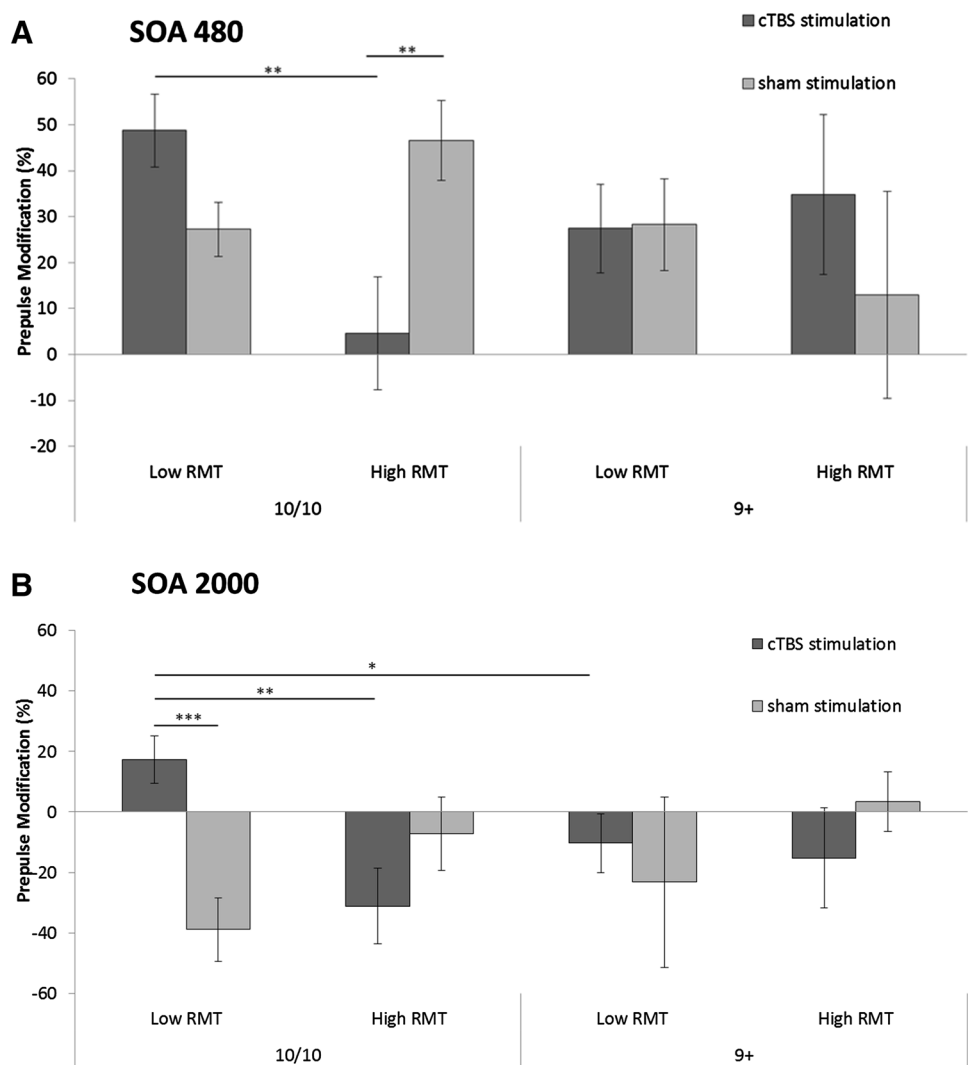 A
SOA 480
cTBS stimulation
sham stimulation
**
**
Prepulse Modification (%)
60
50
40
30
20
10
0
-10
-20
Low RMT High RMT Low RMT High RMT
10/10 9+
B
SOA 2000
cTBS stimulation
sham stimulation
*
**
***
Prepulse Modification (%)
60
40
20
0
-20
-40
-60
Low RMT High RMT Low RMT High RMT
10/10 9+